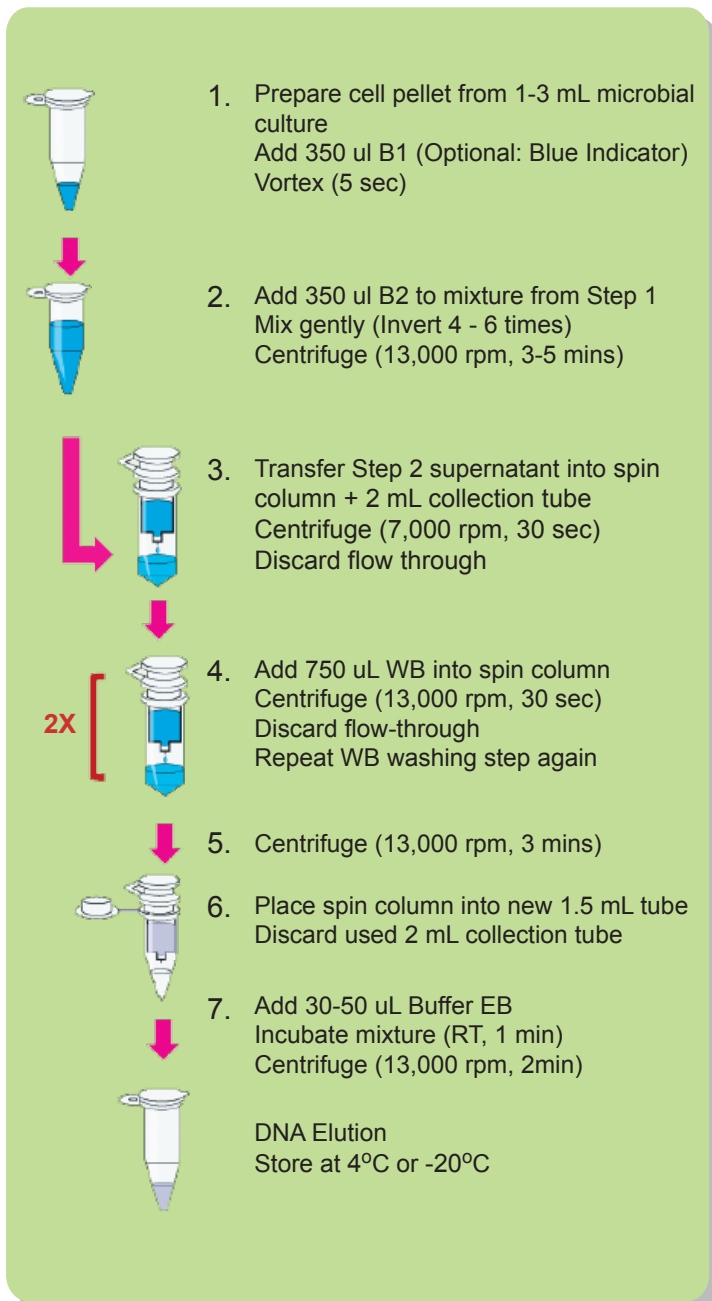 1. Prepare cell pellet from 1-3 mL microbial
culture
Add 350 ul B1 (Optional: Blue Indicator)
Vortex (5 sec)
2. Add 350 ul B2 to mixture from Step 1
Mix gently (Invert 4 - 6 times)
Centrifuge (13,000 rpm, 3-5 mins)
3. Transfer Step 2 supernatant into spin
column + 2 mL collection tube
Centrifuge (7,000 rpm, 30 sec)
Discard flow through
2X
4. Add 750 uL WB into spin column
Centrifuge (13,000 rpm, 30 sec)
Discard flow-through
Repeat WB washing step again
5. Centrifuge (13,000 rpm, 3 mins)
6. Place spin column into new 1.5 mL tube
Discard used 2 mL collection tube
7. Add 30-50 uL Buffer EB
Incubate mixture (RT, 1 min)
Centrifuge (13,000 rpm, 2min)
DNA Elution
Store at 4°C or -20°C